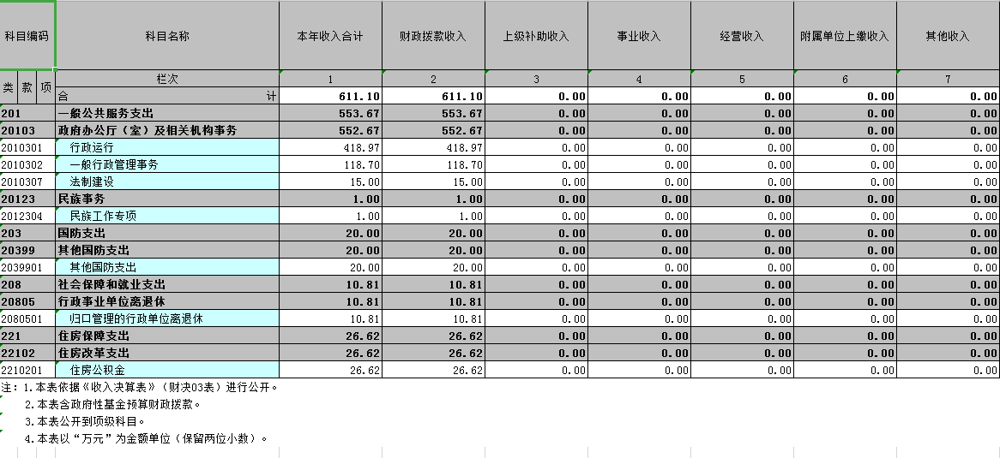 科目编码 科目名称 本年收入合计 财政拨款收入 上级补助收入 事业收入 经营收入 附属单位上缴收入 其他收入
类 款 项 栏次 1 2 3 4 5 6 7
合 计 611.10 611.10 0.00 0.00 0.00 0.00 0.00
201 一般公共服务支出 553.67 553.67 0.00 0.00 0.00 0.00 0.00
20103 政府办公厅（室）及相关机构事务 552.67 552.67 0.00 0.00 0.00 0.00 0.00
2010301 行政运行 418.97 418.97 0.00 0.00 0.00 0.00 0.00
2010302 一般行政管理事务 118.70 118.70 0.00 0.00 0.00 0.00 0.00
2010307 法制建设 15.00 15.00 0.00 0.00 0.00 0.00 0.00
20123 民族事务 1.00 1.00 0.00 0.00 0.00 0.00 0.00
2012304 民族工作专项 1.00 1.00 0.00 0.00 0.00 0.00 0.00
203 国防支出 20.00 20.00 0.00 0.00 0.00 0.00 0.00
20399 其他国防支出 20.00 20.00 0.00 0.00 0.00 0.00 0.00
2039901 其他国防支出 20.00 20.00 0.00 0.00 0.00 0.00 0.00
208 社会保障和就业支出 10.81 10.81 0.00 0.00 0.00 0.00 0.00
20805 行政事业单位离退休 10.81 10.81 0.00 0.00 0.00 0.00 0.00
2080501 归口管理的行政单位离退休 10.81 10.81 0.00 0.00 0.00 0.00 0.00
221 住房保障支出 26.62 26.62 0.00 0.00 0.00 0.00 0.00
22102 住房改革支出 26.62 26.62 0.00 0.00 0.00 0.00 0.00
2210201 住房公积金 26.62 26.62 0.00 0.00 0.00 0.00 0.00
注：1.本表依据《收入决算表》（财决03表）进行公开。
2.本表含政府性基金预算财政拨款。
3.本表公开到项级科目。
4.本表以“万元”为金额单位（保留两位小数）。